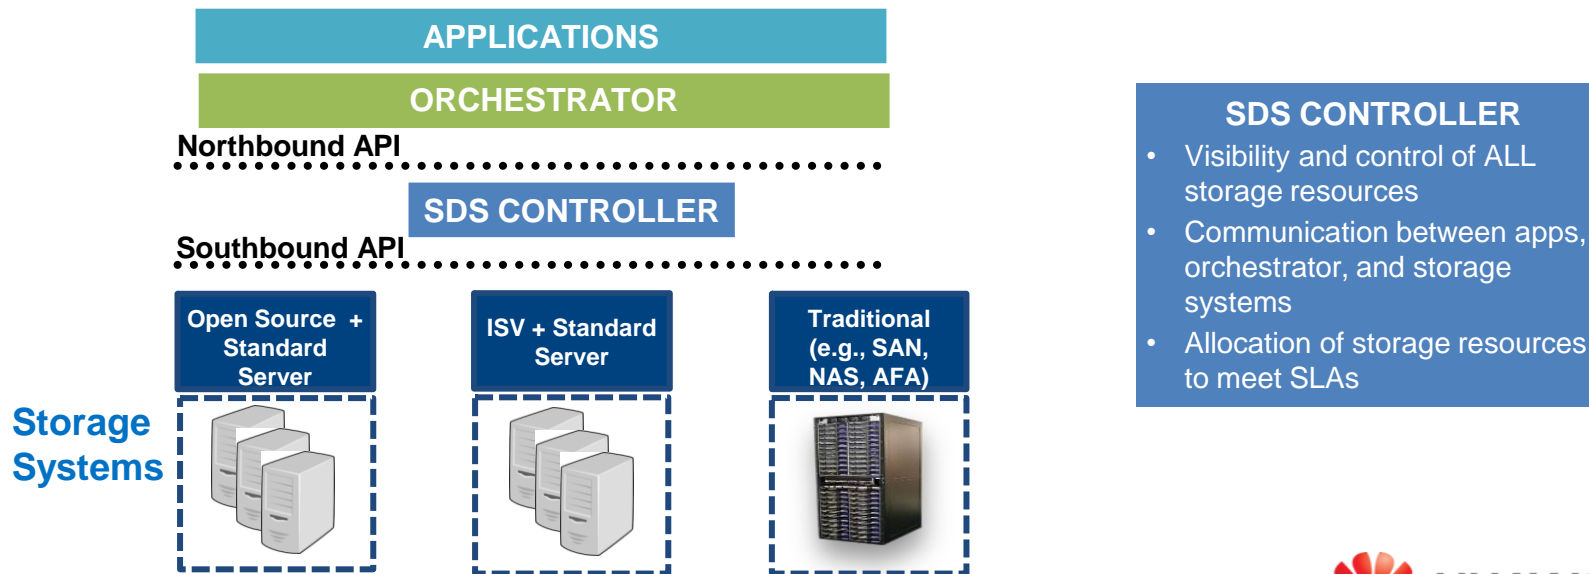 APPLICATIONS
ORCHESTRATOR
Northbound API
SDS CONTROLLER
Southbound API
Open Source +
Standard
Server
ISV + Standard
Server
Traditional
(e.g., SAN,
NAS, AFA)
Storage
Systems
SDS CONTROLLER
• Visibility and control of ALL
storage resources
• Communication between apps,
orchestrator, and storage
systems
• Allocation of storage resources
to meet SLAs